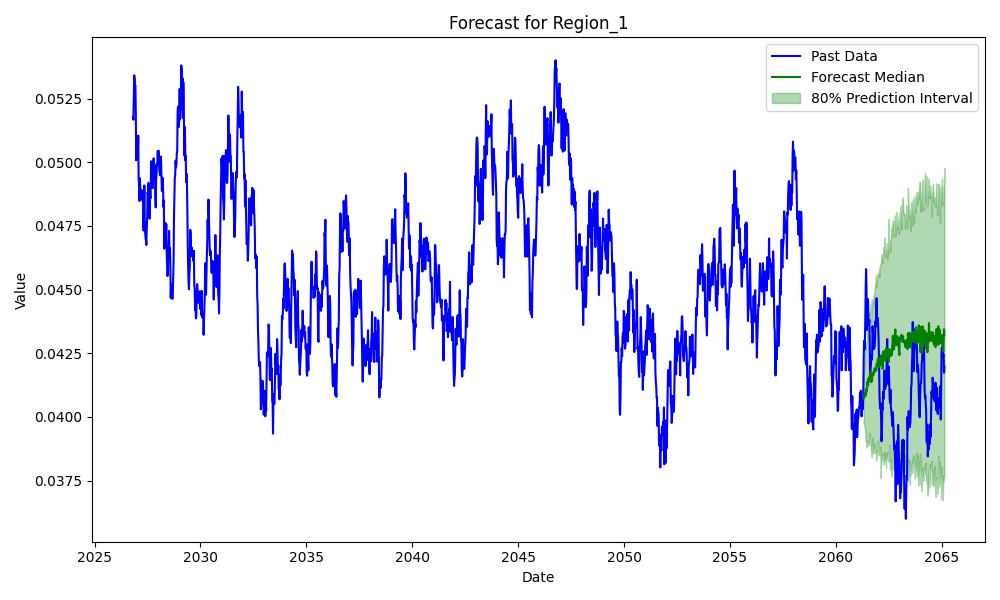 Forecast for Region_1
Past Data
Forecast Median
80% Prediction Interval
Value
0.0525
0.0500
0.0475
0.0450
0.0425
0.0400
0.0375
2025 2030 2035 2040 2045 2050 2055 2060 2065
Date